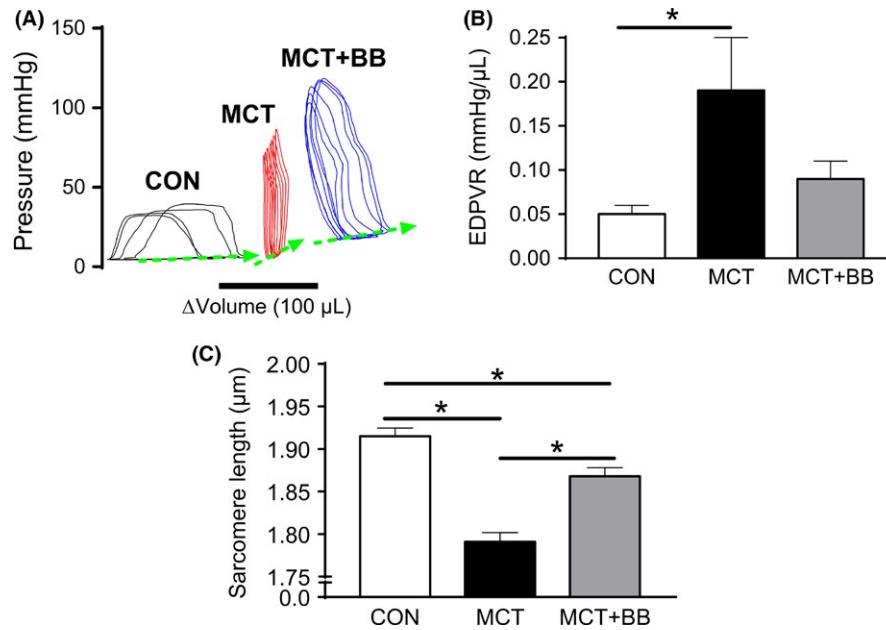 (A)
150
100
50
0
Pressure (mmHg)
CON
MCT
MCT+BB
ΔVolume (100 µL)
(B)
*
0.25
0.20
0.15
0.10
0.05
0.00
EDPVR (mmHg/µL)
CON MCT MCT+BB
(C)
2.00
1.95
1.90
1.85
1.80
1.75
0.0
Sarcomere length (µm)
*
*
*
CON MCT MCT+BB